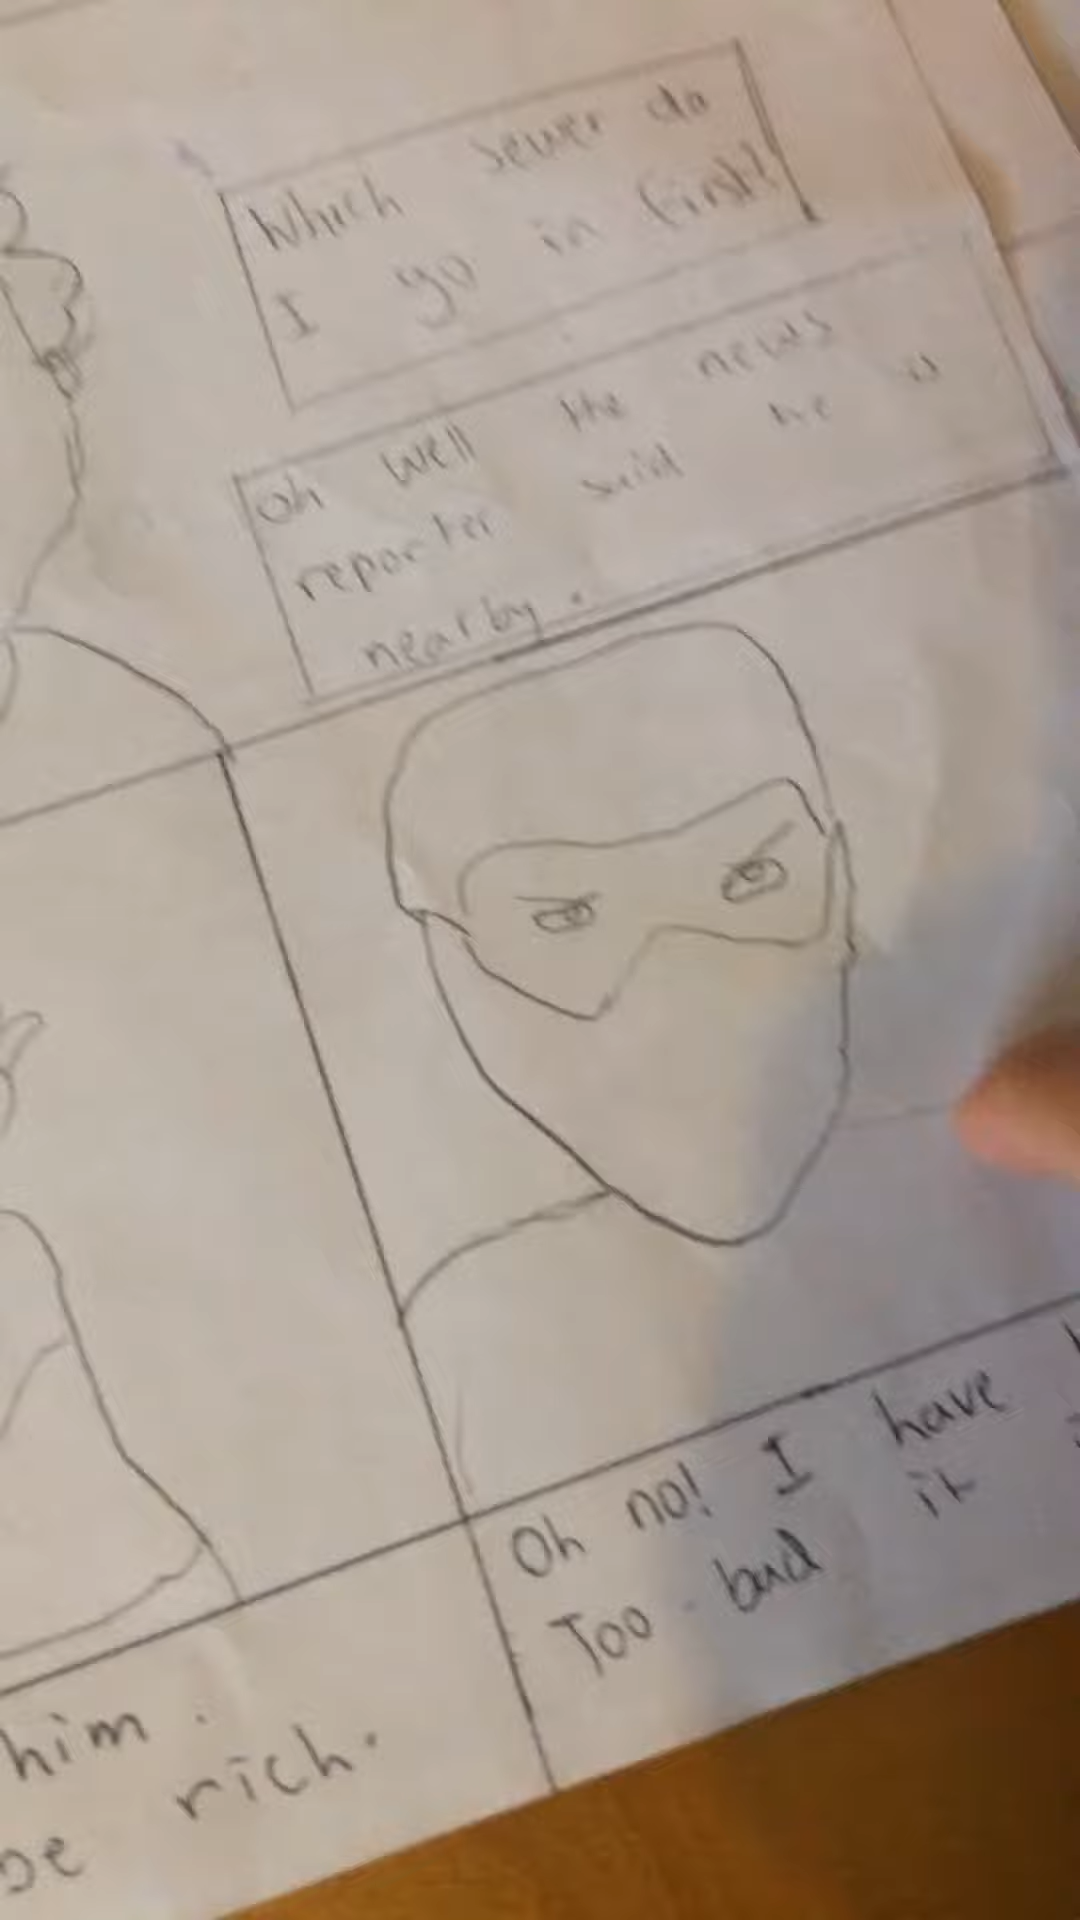 Which sewer do
I go in first?
oh well the news
reporter said he is
nearby.
Oh no! I have
Too bad it
him.
be rich.